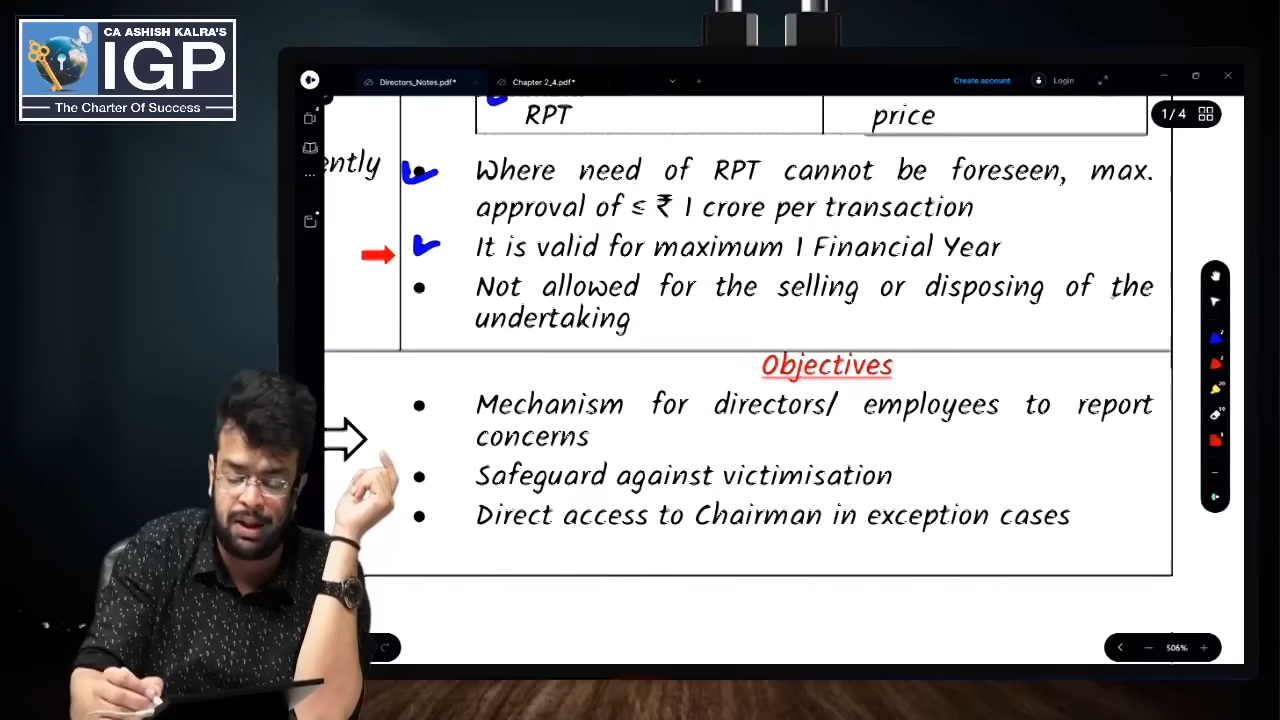 CA ASHISH KALRA'S
IGP
The Charter Of Success
Directors_Notes.pdf*
Chapter 2_4.pdf*
Create account
Login
1/4
RPT
price
ently
• Where need of RPT cannot be foreseen, max.
approval of ≤ ₹ 1 crore per transaction
It is valid for maximum 1 Financial Year
• Not allowed for the selling or disposing of the
undertaking
Objectives
• Mechanism for directors/ employees to report
concerns
• Safeguard against victimisation
• Direct access to Chairman in exception cases
506%